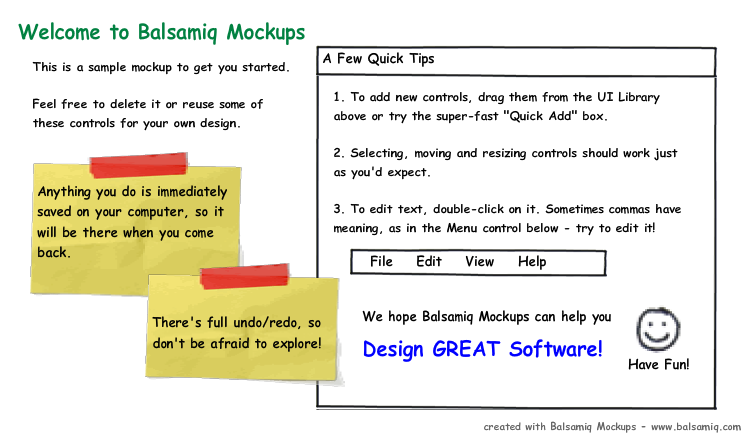 Welcome to Balsamiq Mockups
This is a sample mockup to get you started.
Feel free to delete it or reuse some of
these controls for your own design.
Anything you do is immediately
saved on your computer, so it
will be there when you come
back.
There's full undo/redo, so
don't be afraid to explore!
A Few Quick Tips
1. To add new controls, drag them from the UI Library
above or try the super-fast "Quick Add" box.
2. Selecting, moving and resizing controls should work just
as you'd expect.
3. To edit text, double-click on it. Sometimes commas have
meaning, as in the Menu control below - try to edit it!
File Edit View Help
We hope Balsamiq Mockups can help you
Design GREAT Software!
Have Fun!
created with Balsamiq Mockups - www.balsamiq.com